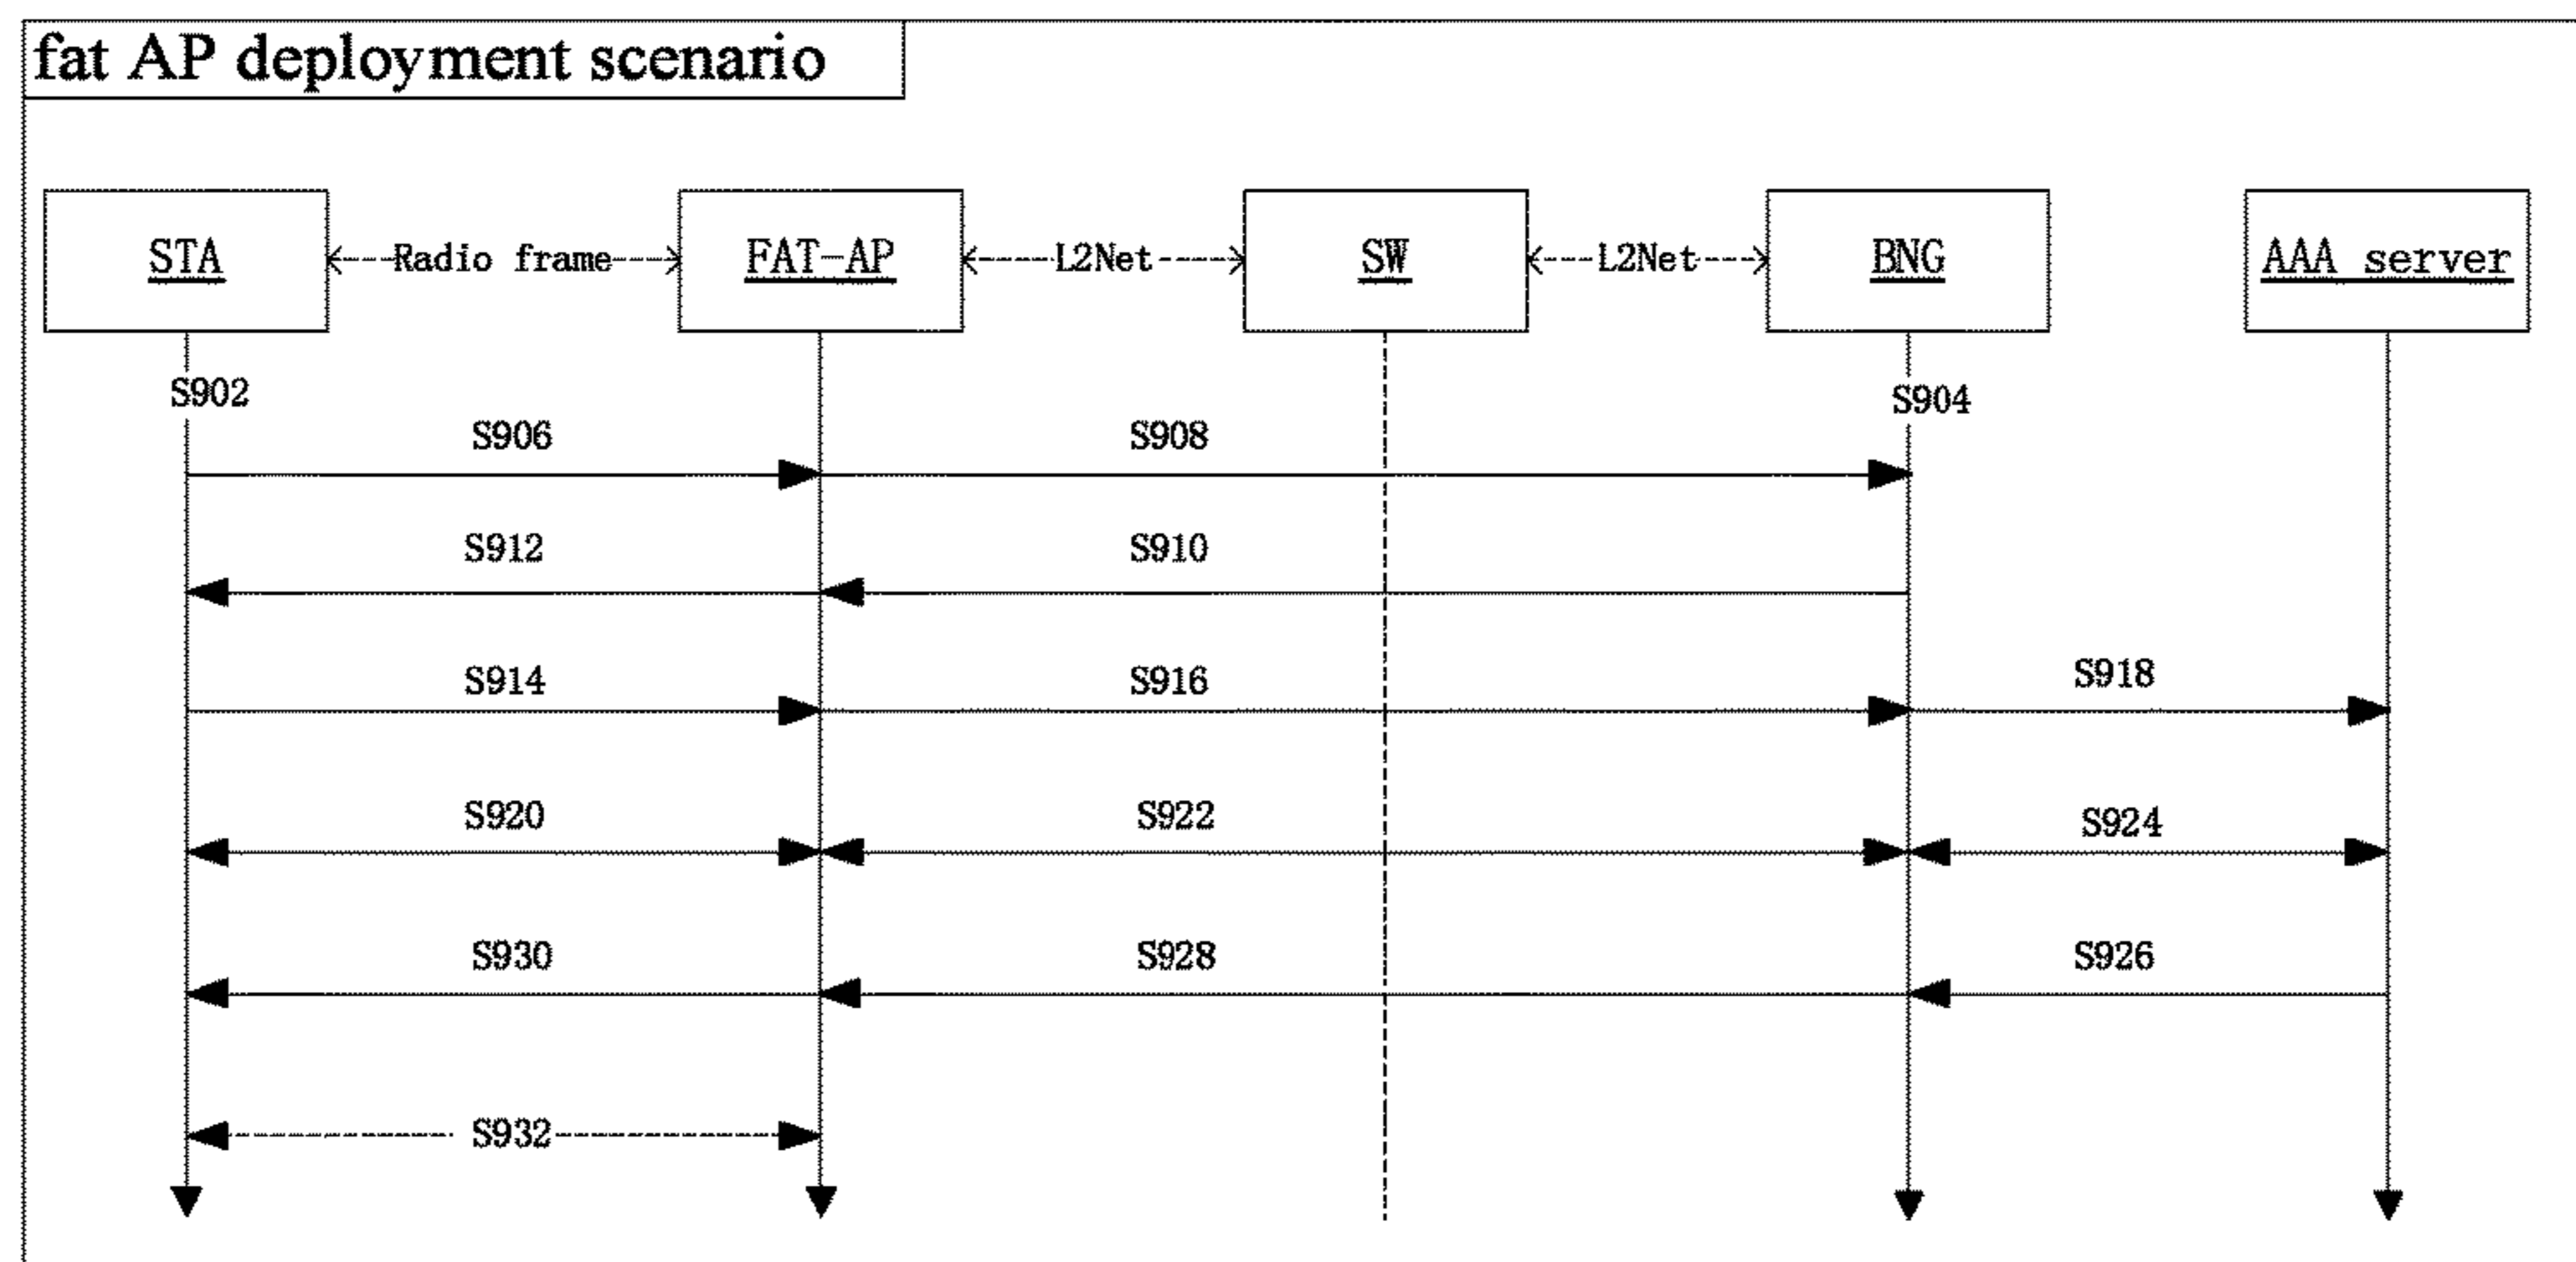 fat AP deployment scenario
STA Radio frame FAT-AP L2Net SW L2Net BNG AAA server
S902 S904
S906 S908
S912 S910
S914 S916 S918
S920 S922 S924
S930 S928 S926
S932